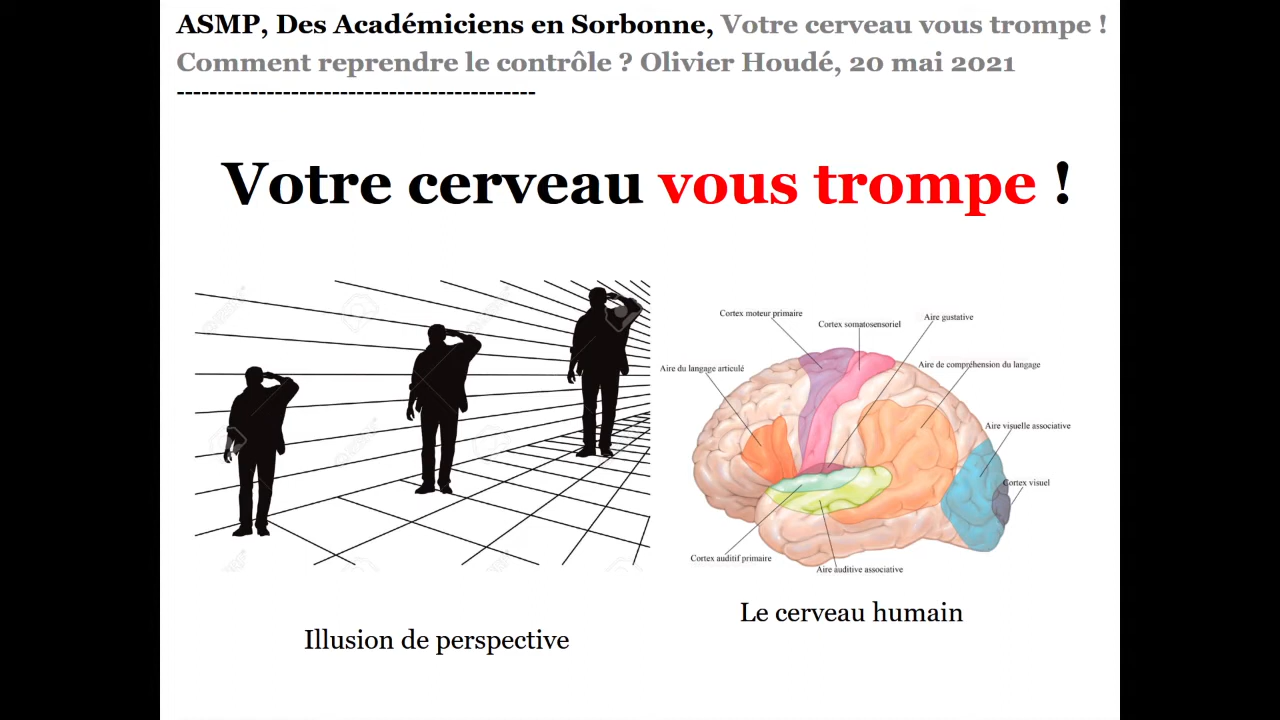 ASMP, Des Académiciens en Sorbonne, Votre cerveau vous trompe !
Comment reprendre le contrôle ? Olivier Houdé, 20 mai 2021
-------------------------------------------
Votre cerveau vous trompe !
Cortex moteur primaire
Cortex somatosensoriel
Aire gustative
Aire du langage articulé
Aire de compréhension du langage
Aire visuelle associative
Cortex visuel
Cortex auditif primaire
Aire auditive associative
Le cerveau humain
Illusion de perspective